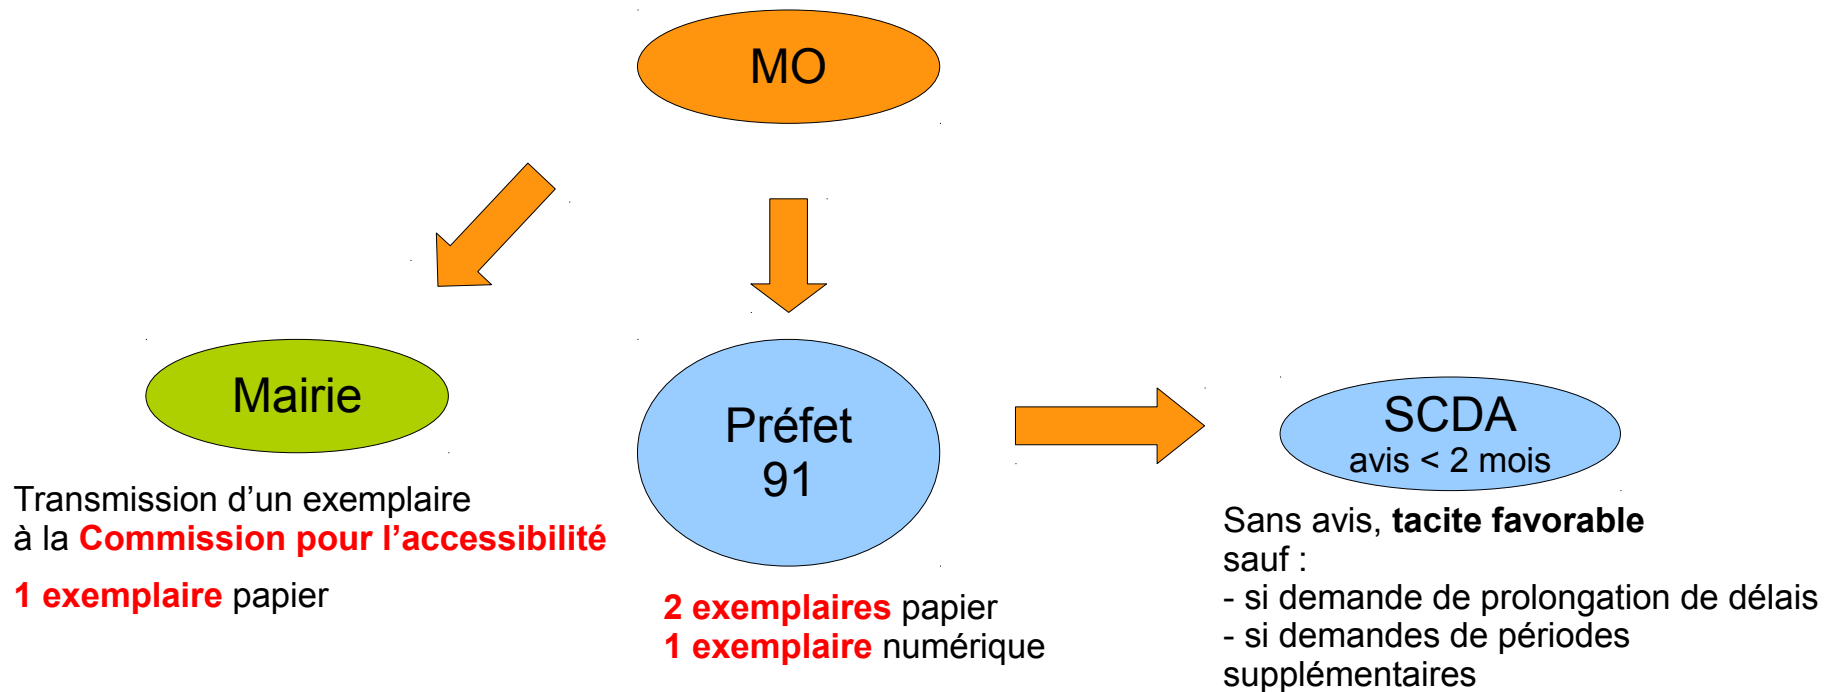 MO
Mairie
Transmission d’un exemplaire
à la Commission pour l’accessibilité
1 exemplaire papier
Préfet
91
2 exemplaires papier
1 exemplaire numérique
SCDA
avis < 2 mois
Sans avis, tacite favorable
sauf :
- si demande de prolongation de délais
- si demandes de périodes
supplémentaires